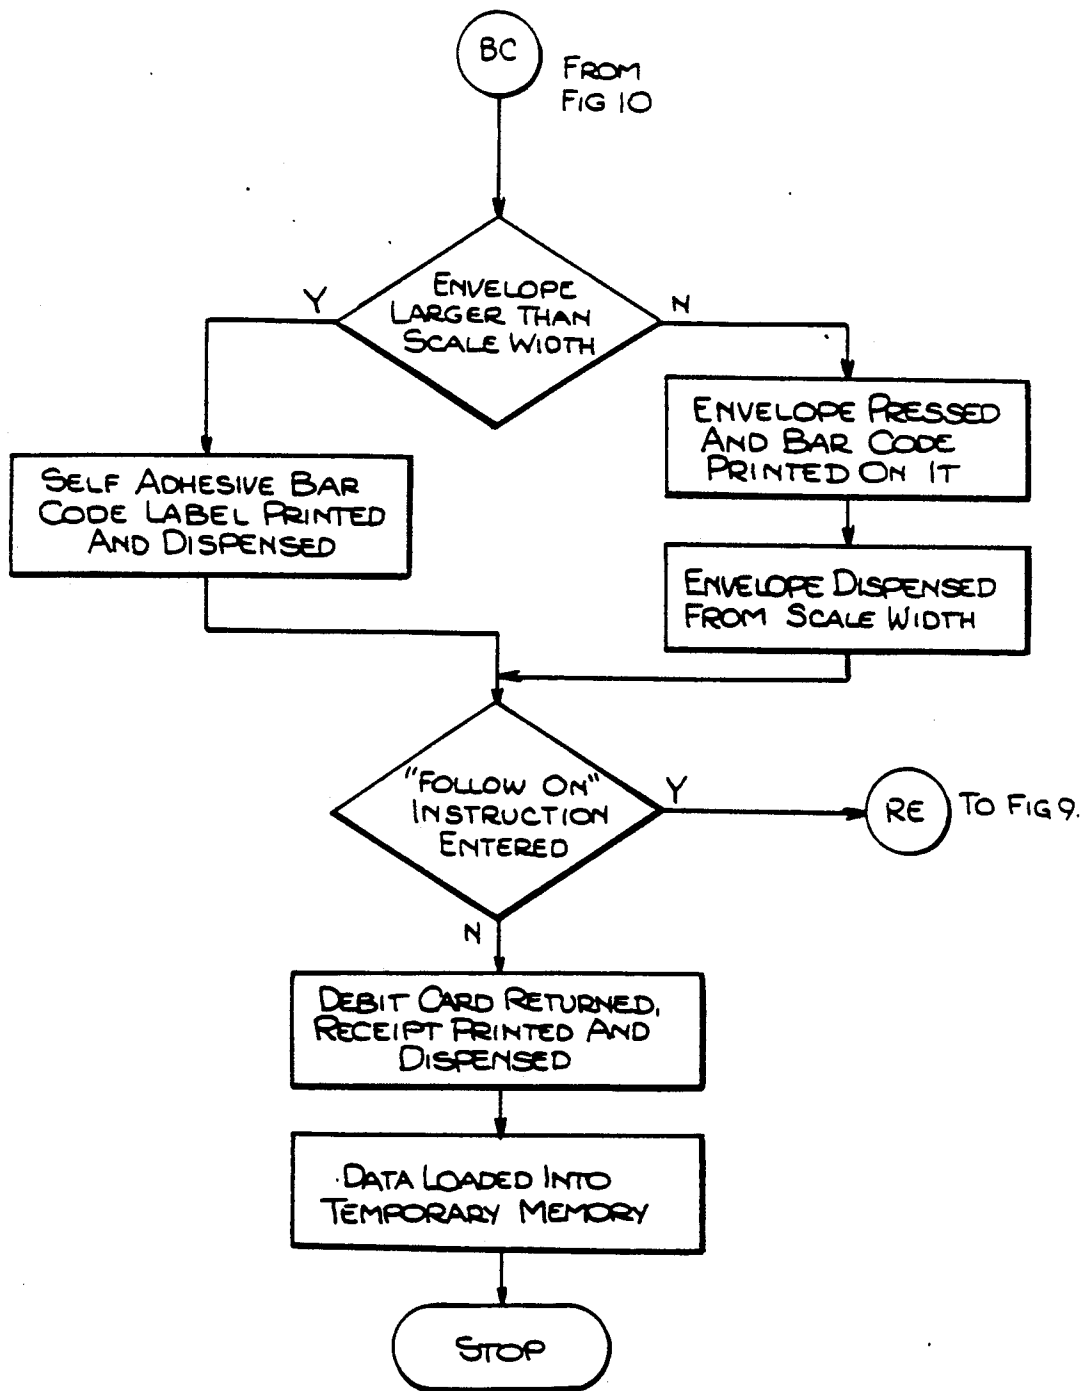 BC
FROM
FIG 10
ENVELOPE
LARGER THAN
SCALE WIDTH
Y
N
ENVELOPE PRESSED
AND BAR CODE
PRINTED ON IT
SELF ADHESIVE BAR
CODE LABEL PRINTED
AND DISPENSED
ENVELOPE DISPENSED
FROM SCALE WIDTH
"FOLLOW ON"
INSTRUCTION
ENTERED
Y
RE
TO FIG 9.
N
DEBIT CARD RETURNED,
RECEIPT PRINTED AND
DISPENSED
DATA LOADED INTO
TEMPORARY MEMORY
STOP